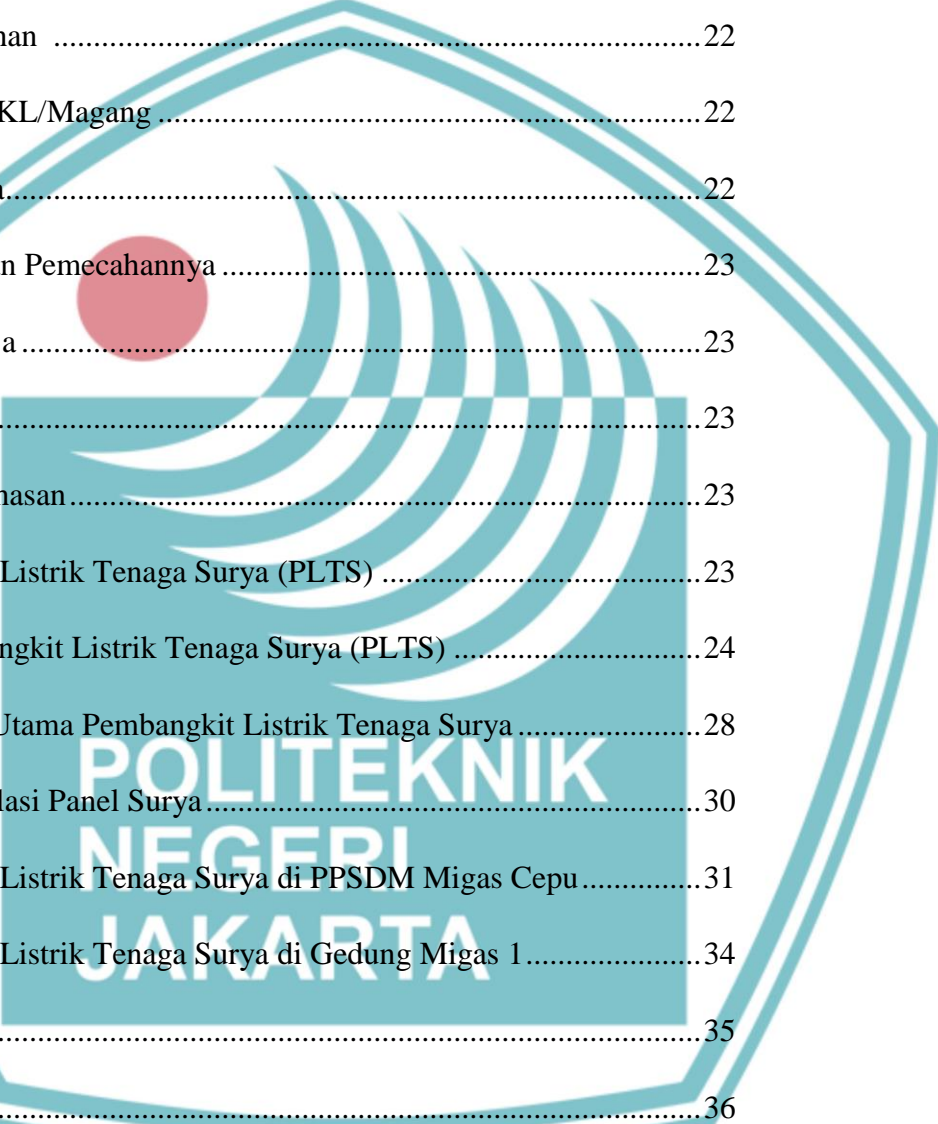 nan ........................................ 22
KL/Magang ........................................ 22
a ........................................ 22
an Pemecahannya ........................................ 23
a ........................................ 23
........................................ 23
hasan ........................................ 23
Listrik Tenaga Surya (PLTS) ........................................ 23
ngkit Listrik Tenaga Surya (PLTS) ........................................ 24
Utama Pembangkit Listrik Tenaga Surya ........................................ 28
lasi Panel Surya ........................................ 30
Listrik Tenaga Surya di PPSDM Migas Cepu ........................................ 31
Listrik Tenaga Surya di Gedung Migas 1 ........................................ 34
........................................ 35
........................................ 36
POLITEKNIK
NEGERI
JAKARTA